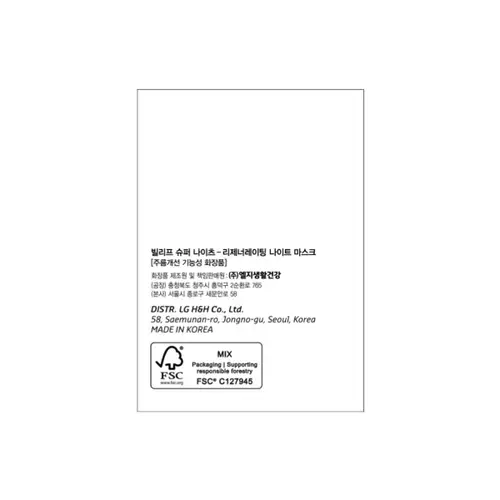 빌리프 슈퍼 나이츠 - 리제너레이팅 나이트 마스크
[주름개선 기능성 화장품]
화장품 제조원 및 책임판매원: (주)엘지생활건강
(공장) 충청북도 청주시 흥덕구 2순환로 765
(본사) 서울시 종로구 새문안로 58
DISTR. LG H&H Co., Ltd.
58, Saemunan-ro, Jongno-gu, Seoul, Korea
MADE IN KOREA
FSC
www.fsc.org
MIX
Packaging | Supporting
responsible forestry
FSC® C127945